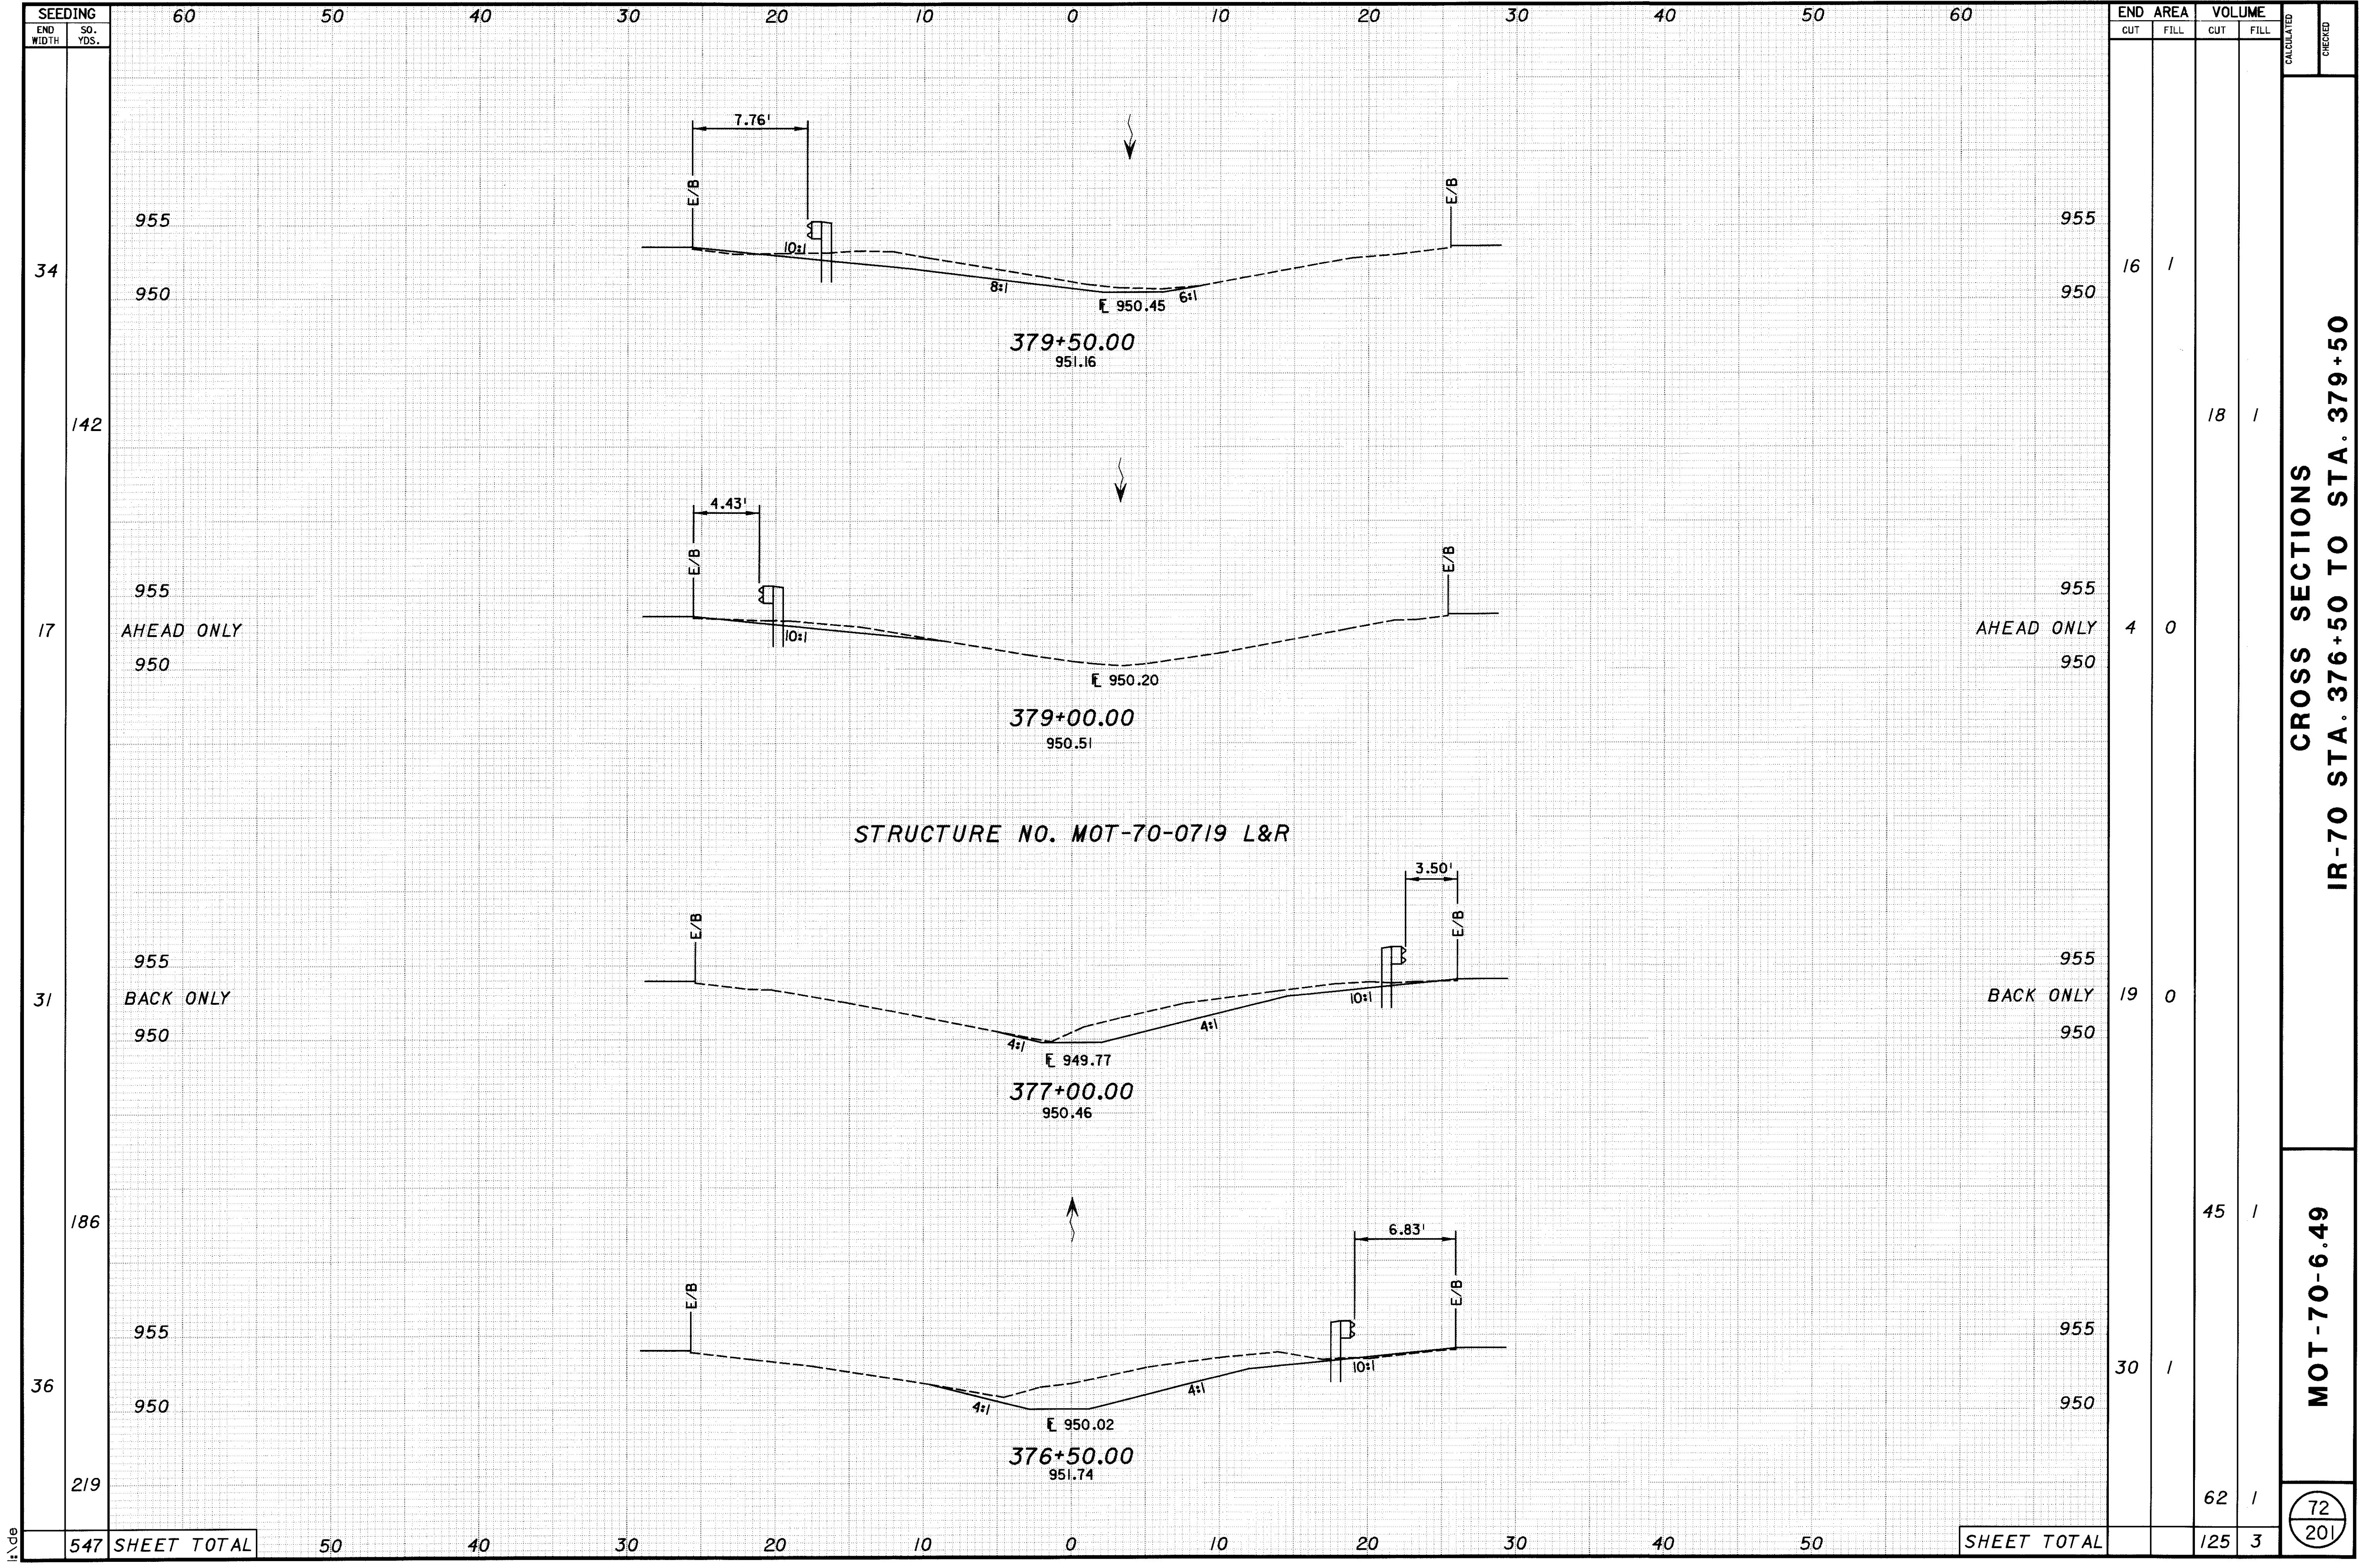 SEEDING
END WIDTH
SQ. YDS.
60 50 40 30 20 10 0 10 20 30 40 50 60
END AREA
CUT FILL
VOLUME
CUT FILL
CALCULATED
CHECKED
7.76'
E/B
E/B
955
10:1
955
34
16 1
950
8:1
6:1
950
℄ 950.45
379+50.00
951.16
142
18 1
4.43'
E/B
E/B
955
955
17
AHEAD ONLY
10:1
AHEAD ONLY
4 0
950
950
℄ 950.20
379+00.00
950.51
STRUCTURE NO. MOT-70-0719 L&R
3.50'
E/B
E/B
955
955
31
BACK ONLY
10:1
BACK ONLY
19 0
950
4:1
4:1
950
℄ 949.77
377+00.00
950.46
186
45 1
6.83'
E/B
E/B
955
955
36
10:1
30 1
950
4:1
4:1
950
℄ 950.02
376+50.00
951.74
219
62 1
547 SHEET TOTAL
50 40 30 20 10 0 10 20 30 40 50
SHEET TOTAL
125 3
CROSS SECTIONS
IR-70 STA. 376+50 TO STA. 379+50
MOT-70-6.49
72
201
i:\de